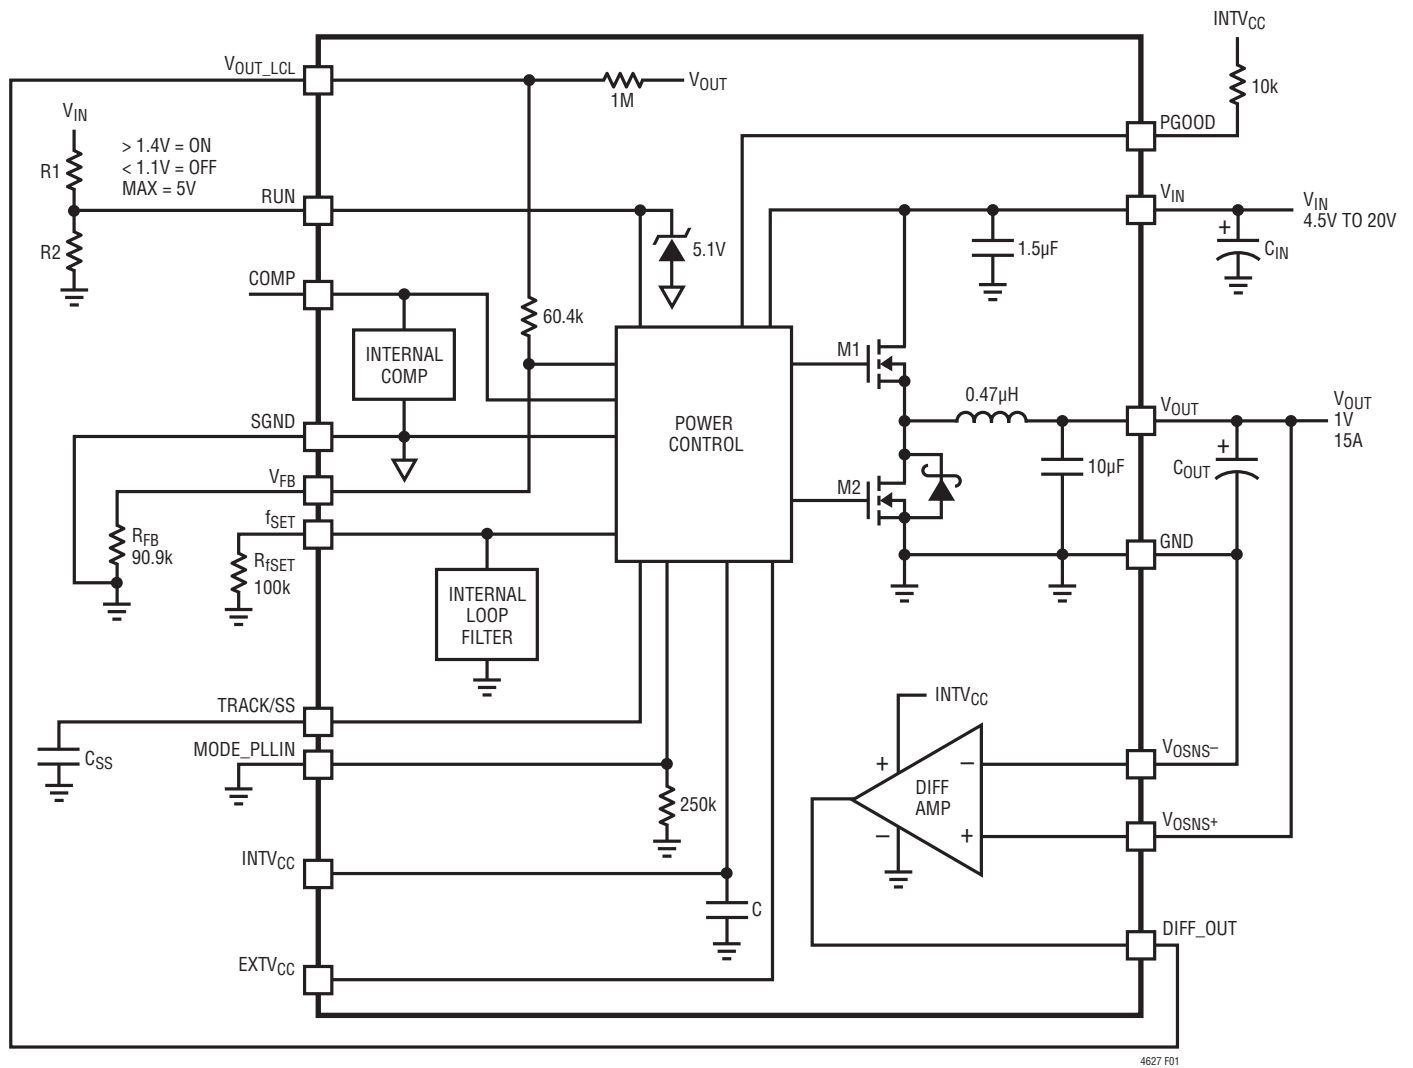 INTVCC
10k
PGOOD
VOUT_LCL
1M
VOUT
VIN
R1
> 1.4V = ON
< 1.1V = OFF
MAX = 5V
R2
RUN
5.1V
VIN
VIN
4.5V TO 20V
1.5µF
CIN
COMP
INTERNAL
COMP
60.4k
POWER
CONTROL
M1
0.47µH
VOUT
VOUT
1V
15A
M2
10µF
COUT
GND
SGND
VFB
fSET
RFB
90.9k
RfSET
100k
INTERNAL
LOOP
FILTER
TRACK/SS
CSS
MODE_PLLIN
250k
INTVCC
C
EXTVCC
INTVCC
+
–
DIFF
AMP
–
+
VOSNS–
VOSNS+
DIFF_OUT
+
+
4627 F01